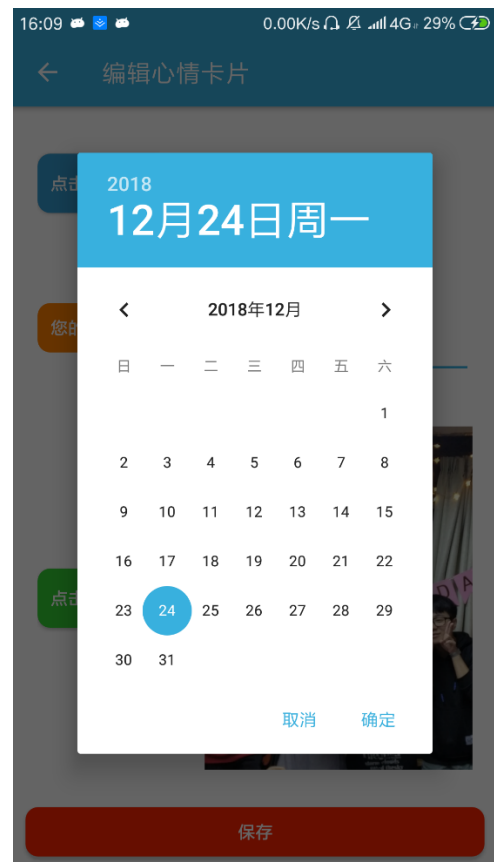 16:09 0.00K/s 4G 29%
编辑心情卡片
点击
2018
12月24日周一
您的
2018年12月
日 一 二 三 四 五 六
1
2 3 4 5 6 7 8
9 10 11 12 13 14 15
16 17 18 19 20 21 22
点击
23 24 25 26 27 28 29
30 31
取消 确定
保存